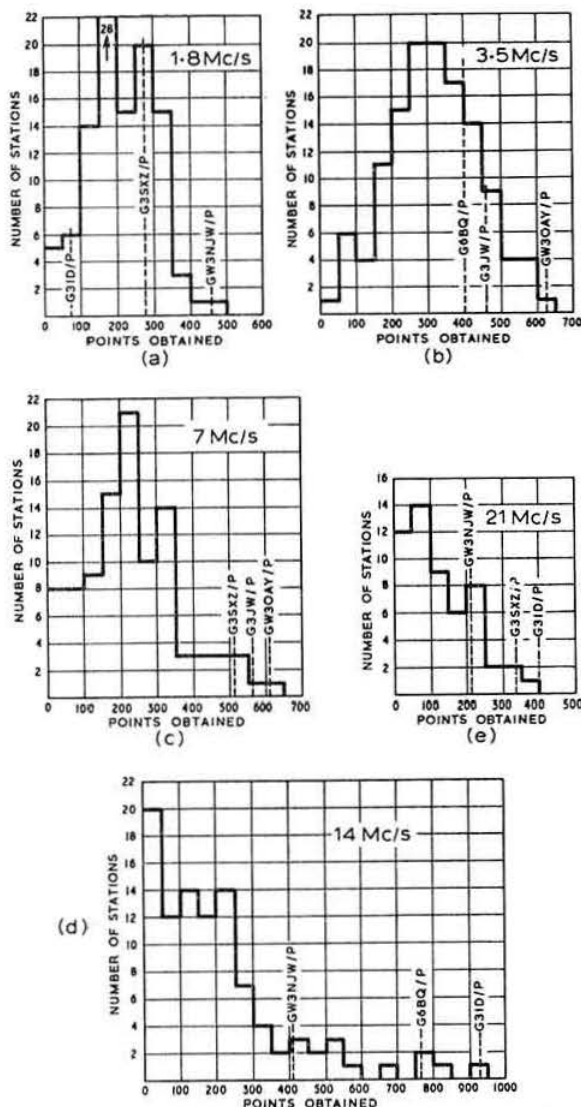 22
20
18
16
14
12
10
8
6
4
2
NUMBER OF STATIONS
26
1·8 Mc/s
G3ID/P
G3SXZ/P
GW3NJW/P
0 100 200 300 400 500 600
POINTS OBTAINED
(a)
22
20
18
16
14
12
10
8
6
4
2
NUMBER OF STATIONS
3·5 Mc/s
G6BQ/P
G3JW/P
GW3OAY/P
0 100 200 300 400 500 600 700
POINTS OBTAINED
(b)
22
20
18
16
14
12
10
8
6
4
2
NUMBER OF STATIONS
7 Mc/s
G3SXZ/P
G3JW/P
GW3OAY/P
0 100 200 300 400 500 600 700
POINTS OBTAINED
(c)
16
14
12
10
8
6
4
2
NUMBER OF STATIONS
21 Mc/s
GW3NJW/P
G3SXZ/P
G3ID/P
0 100 200 300 400 500
POINTS OBTAINED
(e)
22
20
18
16
14
12
10
8
6
4
2
NUMBER OF STATIONS
14 Mc/s
(d)
GW3NJW/P
G6BQ/P
G3ID/P
0 100 200 300 400 500 600 700 800 900 1000
POINTS OBTAINED